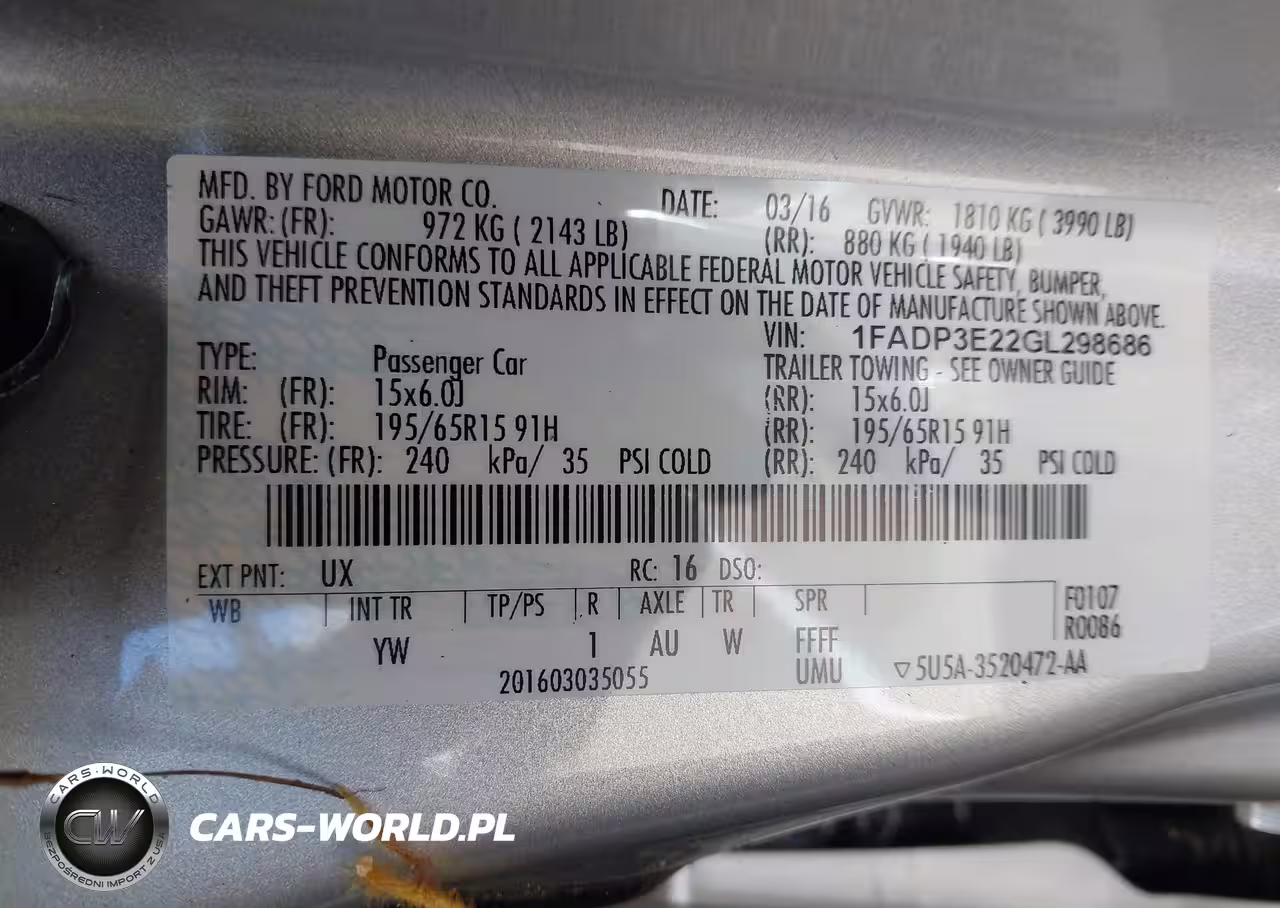 MFD. BY FORD MOTOR CO. DATE: 03/16 GVWR: 1810 KG ( 3990 LB)
GAWR: (FR): 972 KG ( 2143 LB) (RR): 880 KG ( 1940 LB)
THIS VEHICLE CONFORMS TO ALL APPLICABLE FEDERAL MOTOR VEHICLE SAFETY, BUMPER,
AND THEFT PREVENTION STANDARDS IN EFFECT ON THE DATE OF MANUFACTURE SHOWN ABOVE.
VIN: 1FADP3E22GL298686
TYPE: Passenger Car TRAILER TOWING - SEE OWNER GUIDE
RIM: (FR): 15x6.0J (RR): 15x6.0J
TIRE: (FR): 195/65R15 91H (RR): 195/65R15 91H
PRESSURE: (FR): 240 kPa/ 35 PSI COLD (RR): 240 kPa/ 35 PSI COLD
EXT PNT: UX RC: 16 DSO:
WB INT TR TP/PS R AXLE TR SPR F0107
R0086
YW 1 AU W FFFF
201603035055 UMU ▽5U5A-3520472-AA
CARS-WORLD
CW
BEZPOŚREDNI IMPORT Z USA
CARS-WORLD.PL